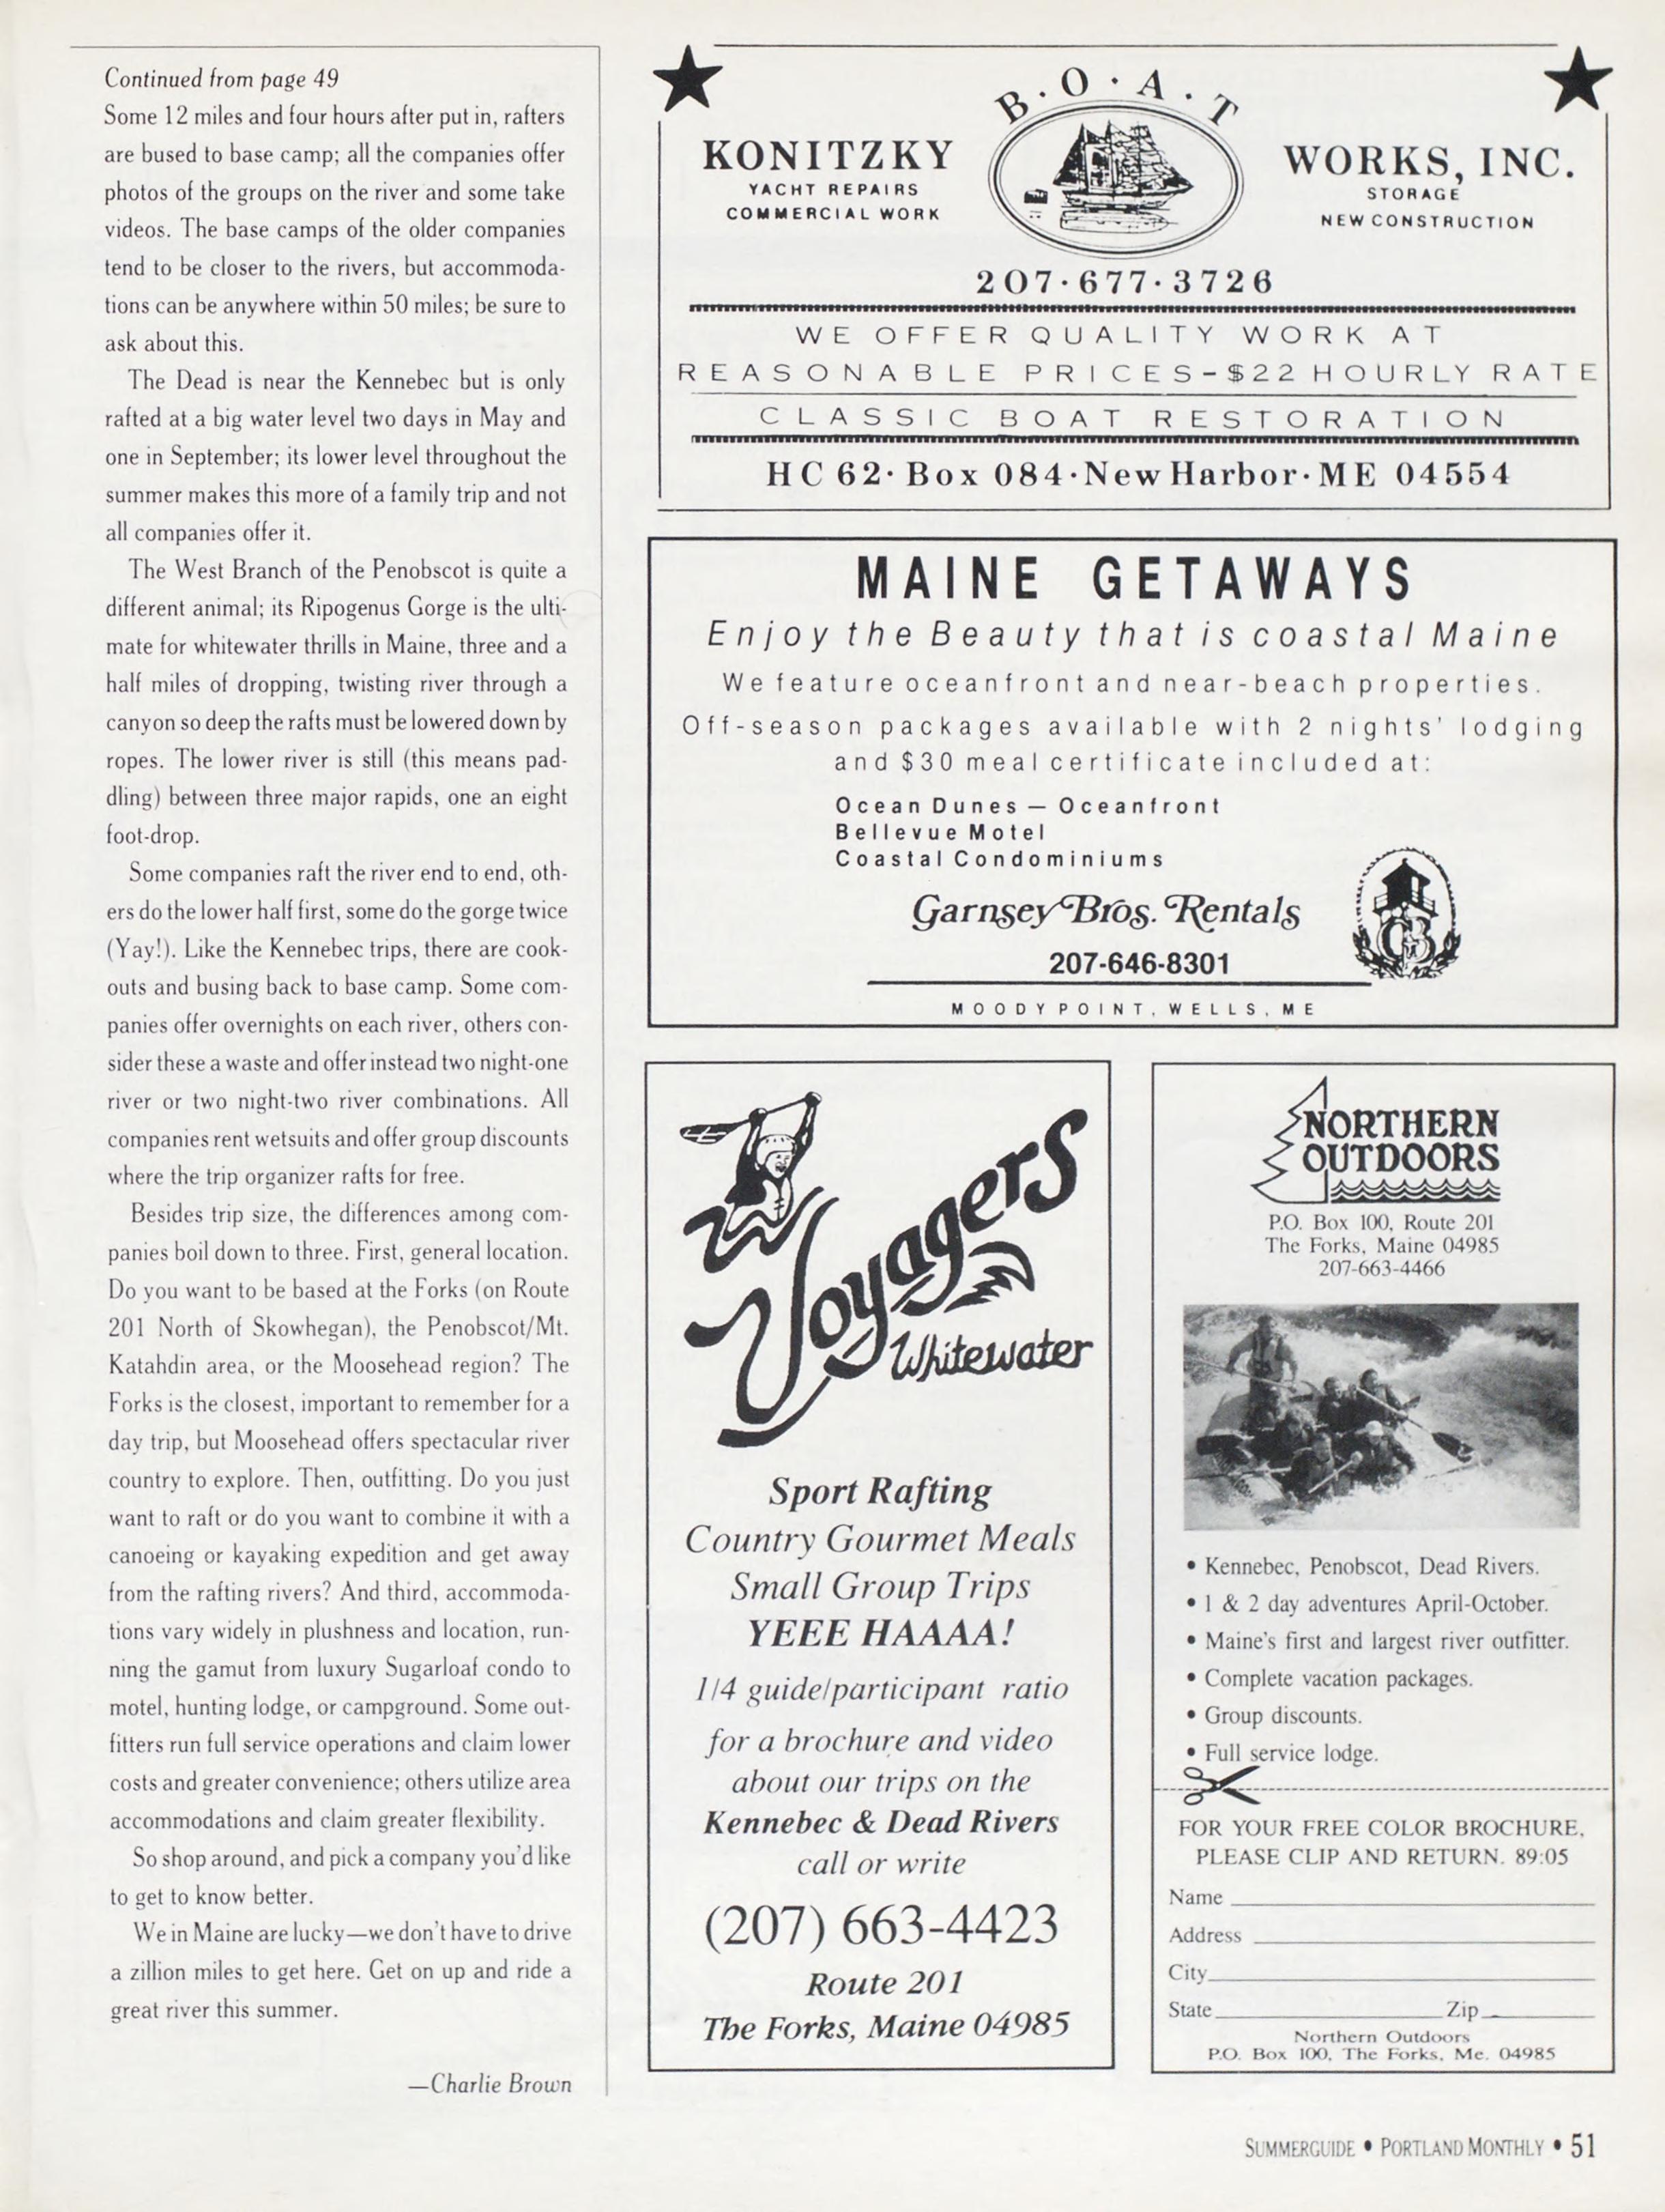 Continued from page 49
Some 12 miles and four hours after put in, rafters
are bused to base camp; all the companies offer
photos of the groups on the river and some take
videos. The base camps of the older companies
tend to be closer to the rivers, but accommoda-
tions can be anywhere within 50 miles; be sure to
ask about this.
The Dead is near the Kennebec but is only
rafted at a big water level two days in May and
one in September; its lower level throughout the
summer makes this more of a family trip and not
all companies offer it.
The West Branch of the Penobscot is quite a
different animal; its Ripogenus Gorge is the ulti-
mate for whitewater thrills in Maine, three and a
half miles of dropping, twisting river through a
canyon so deep the rafts must be lowered down by
ropes. The lower river is still (this means pad-
dling) between three major rapids, one an eight
foot-drop.
Some companies raft the river end to end, oth-
ers do the lower half first, some do the gorge twice
(Yay!). Like the Kennebec trips, there are cook-
outs and busing back to base camp. Some com-
panies offer overnights on each river, others con-
sider these a waste and offer instead two night-one
river or two night-two river combinations. All
companies rent wetsuits and offer group discounts
where the trip organizer rafts for free.
Besides trip size, the differences among com-
panies boil down to three. First, general location.
Do you want to be based at the Forks (on Route
201 North of Skowhegan), the Penobscot/Mt.
Katahdin area, or the Moosehead region? The
Forks is the closest, important to remember for a
day trip, but Moosehead offers spectacular river
country to explore. Then, outfitting. Do you just
want to raft or do you want to combine it with a
canoeing or kayaking expedition and get away
from the rafting rivers? And third, accommoda-
tions vary widely in plushness and location, run-
ning the gamut from luxury Sugarloaf condo to
motel, hunting lodge, or campground. Some out-
fitters run full service operations and claim lower
costs and greater convenience; others utilize area
accommodations and claim greater flexibility.
So shop around, and pick a company you'd like
to get to know better.
We in Maine are lucky—we don't have to drive
a zillion miles to get here. Get on up and ride a
great river this summer.
—Charlie Brown
B·O·A·T
KONITZKY
YACHT REPAIRS
COMMERCIAL WORK
WORKS, INC.
STORAGE
NEW CONSTRUCTION
207·677·3726
WE OFFER QUALITY WORK AT
REASONABLE PRICES-$22 HOURLY RATE
CLASSIC BOAT RESTORATION
HC 62· Box 084·New Harbor·ME 04554
MAINE GETAWAYS
Enjoy the Beauty that is coastal Maine
We feature oceanfront and near-beach properties.
Off-season packages available with 2 nights' lodging
and $30 meal certificate included at:
Ocean Dunes — Oceanfront
Bellevue Motel
Coastal Condominiums
Garnsey Bros. Rentals
207-646-8301
MOODY POINT, WELLS, ME
Voyagers
Whitewater
Sport Rafting
Country Gourmet Meals
Small Group Trips
YEEE HAAAA!
1/4 guide/participant ratio
for a brochure and video
about our trips on the
Kennebec & Dead Rivers
call or write
(207) 663-4423
Route 201
The Forks, Maine 04985
NORTHERN
OUTDOORS
P.O. Box 100, Route 201
The Forks, Maine 04985
207-663-4466
• Kennebec, Penobscot, Dead Rivers.
• 1 & 2 day adventures April-October.
• Maine's first and largest river outfitter.
• Complete vacation packages.
• Group discounts.
• Full service lodge.
FOR YOUR FREE COLOR BROCHURE,
PLEASE CLIP AND RETURN. 89:05
Name
Address
City
State Zip
Northern Outdoors
P.O. Box 100, The Forks, Me. 04985
SUMMERGUIDE • PORTLAND MONTHLY • 51